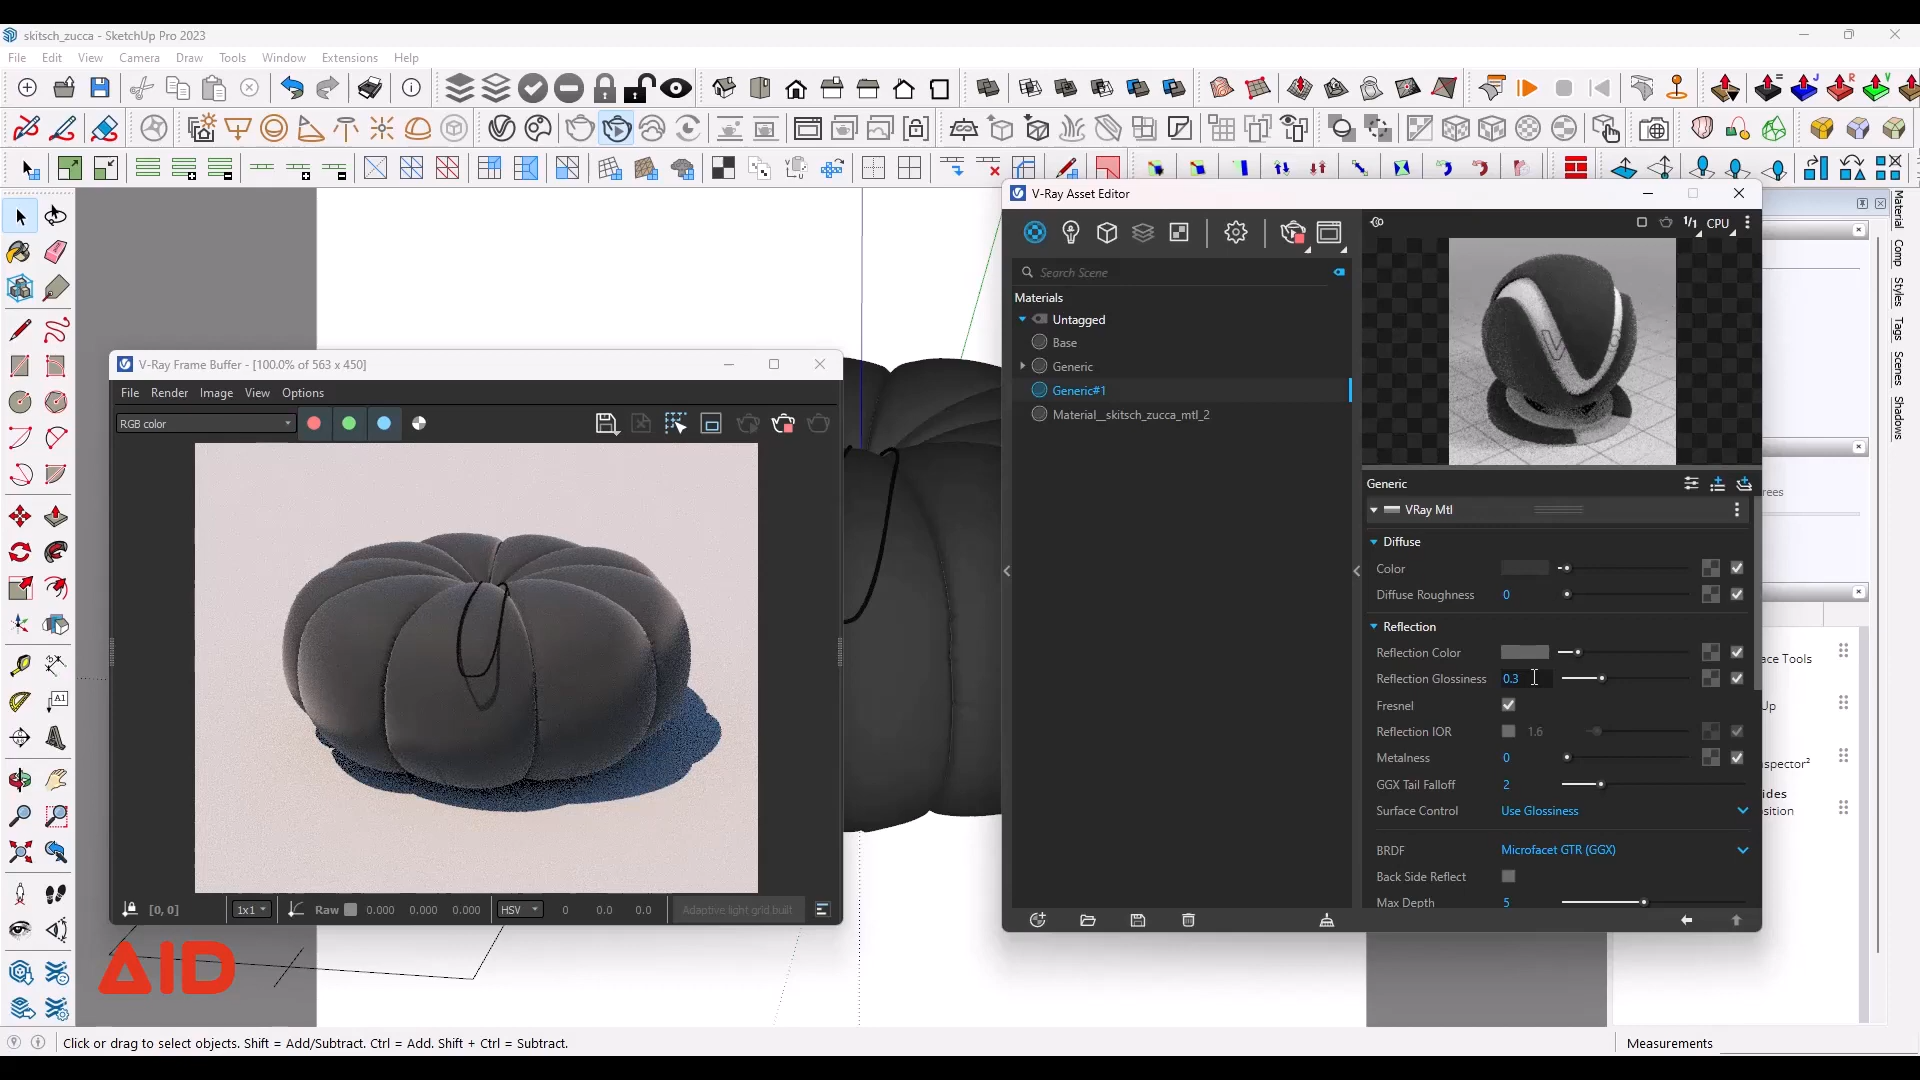 skitsch_zucca - SketchUp Pro 2023
File Edit View Camera Draw Tools Window Extensions Help
V-Ray Asset Editor
Search Scene
Materials
Untagged
Base
Generic
Generic#1
Material__skitsch_zucca_mtl_2
1/1 CPU
Generic
VRay Mtl
Diffuse
Color
Diffuse Roughness 0
Reflection
Reflection Color
Reflection Glossiness 0.3
Fresnel
Reflection IOR 1.6
Metalness 0
GGX Tail Falloff 2
Surface Control Use Glossiness
BRDF Microfacet GTR (GGX)
Back Side Reflect
Max Depth 5
V-Ray Frame Buffer - [100.0% of 563 x 450]
File Render Image View Options
RGB color
[0, 0] 1x1 Raw 0.000 0.000 0.000 HSV 0 0.0 0.0 Adaptive light grid built
Material
Comp
Styles
Tags
Scenes
Shadows
rees
ace Tools
Up
spector²
ides
sition
A1
AID
Click or drag to select objects. Shift = Add/Subtract. Ctrl = Add. Shift + Ctrl = Subtract.
Measurements